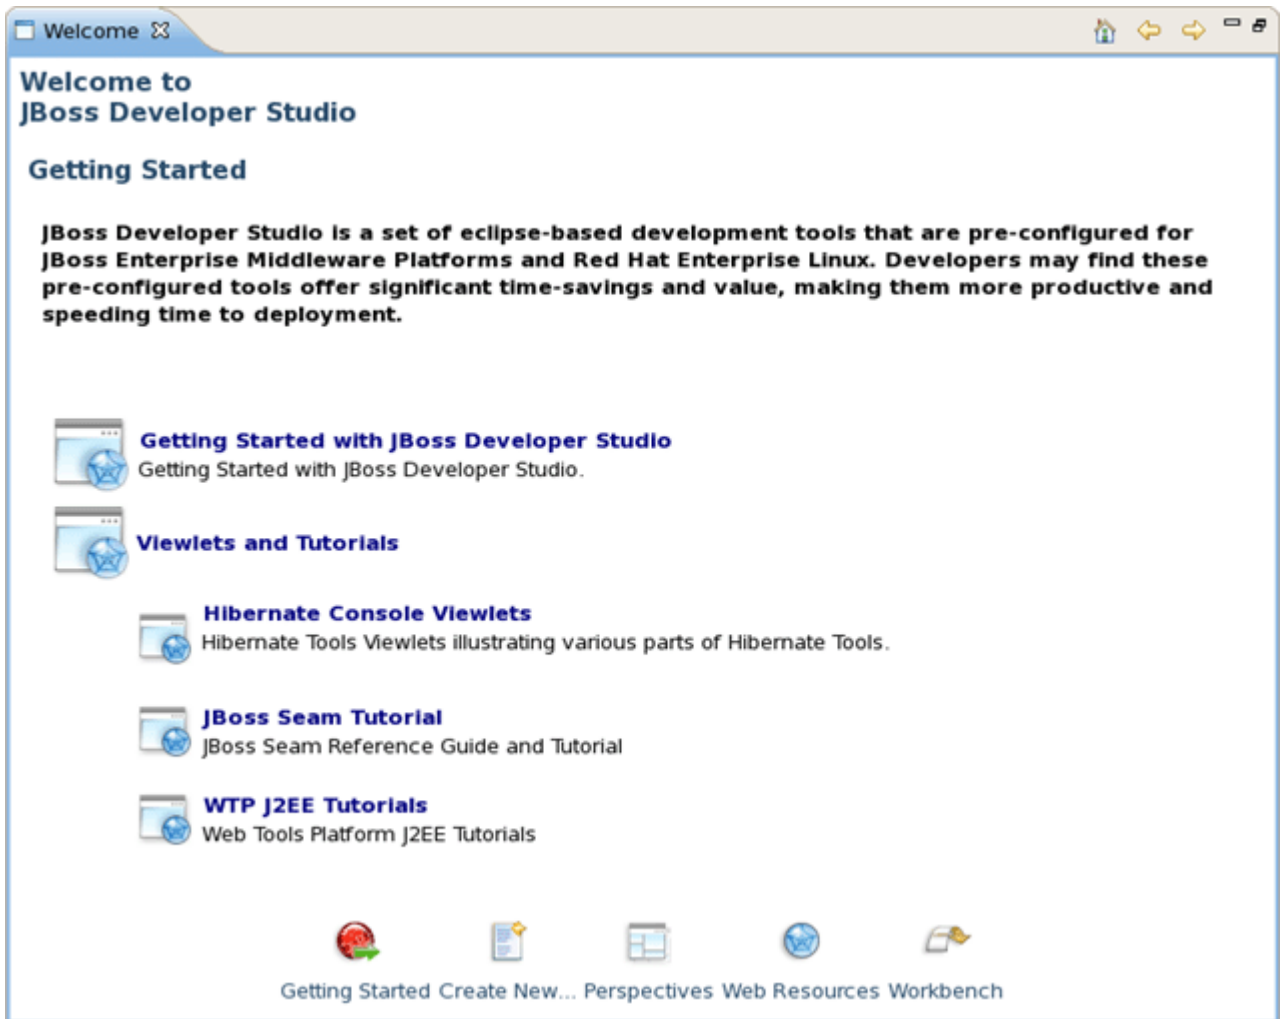 Welcome
Welcome to
JBoss Developer Studio
Getting Started
JBoss Developer Studio is a set of eclipse-based development tools that are pre-configured for
JBoss Enterprise Middleware Platforms and Red Hat Enterprise Linux. Developers may find these
pre-configured tools offer significant time-savings and value, making them more productive and
speeding time to deployment.
Getting Started with JBoss Developer Studio
Getting Started with JBoss Developer Studio.
Viewlets and Tutorials
Hibernate Console Viewlets
Hibernate Tools Viewlets illustrating various parts of Hibernate Tools.
JBoss Seam Tutorial
JBoss Seam Reference Guide and Tutorial
WTP J2EE Tutorials
Web Tools Platform J2EE Tutorials
Getting Started Create New... Perspectives Web Resources Workbench